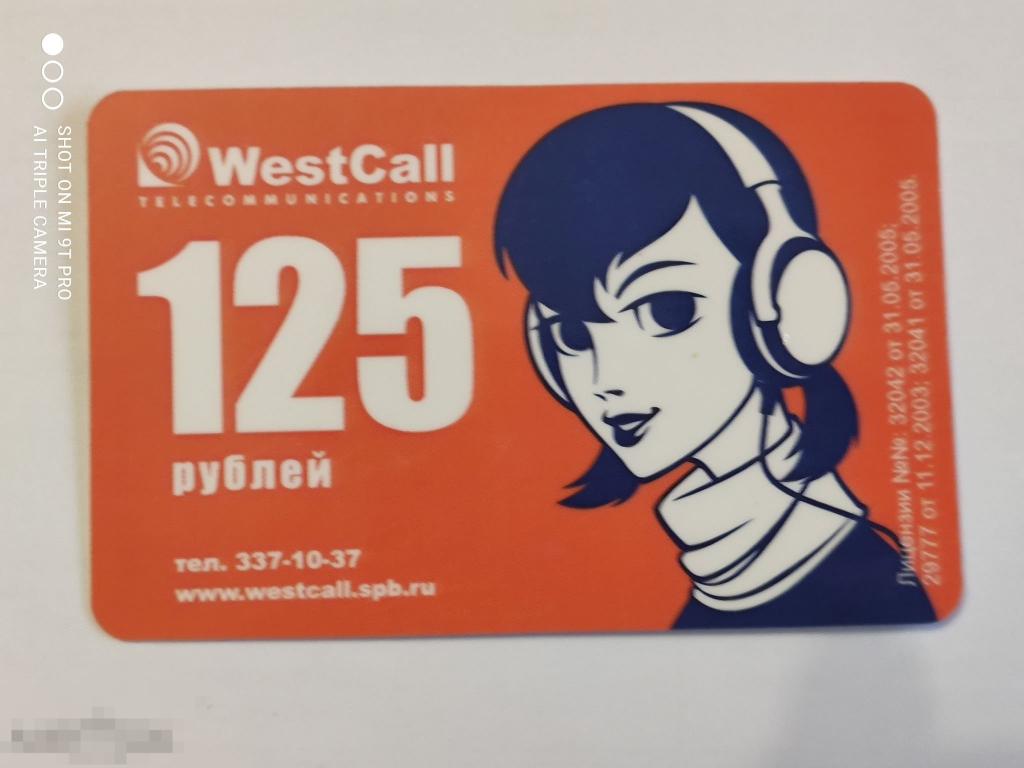 WestCall
TELECOMMUNICATIONS
125
рублей
тел. 337-10-37
www.westcall.spb.ru
Лицензии №№: 32042 от 31.05.2005;
29777 от 11.12 2003; 32041 от 31.05.2005.
SHOT ON MI 9T PRO
AI TRIPLE CAMERA